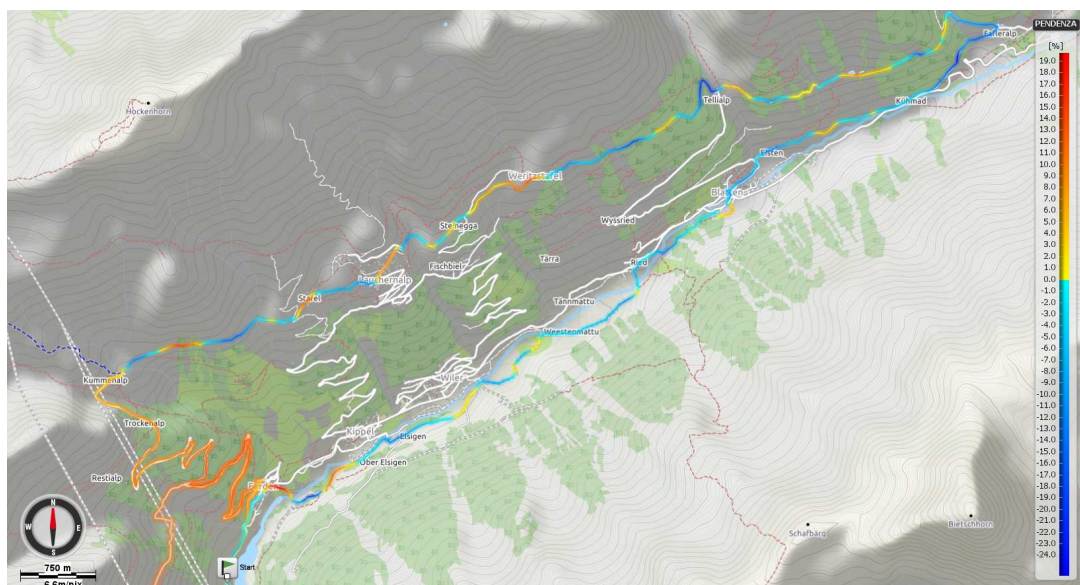 PENDENZA
[%]
19.0
18.0
17.0
16.0
15.0
14.0
13.0
12.0
11.0
10.0
9.0
8.0
7.0
6.0
5.0
4.0
3.0
2.0
1.0
0.0
-1.0
-2.0
-3.0
-4.0
-5.0
-6.0
-7.0
-8.0
-9.0
-10.0
-11.0
-12.0
-13.0
-14.0
-15.0
-16.0
-17.0
-18.0
-19.0
-20.0
-21.0
-22.0
-23.0
-24.0
Fafleralp
Kühmad
Tellialp
Hockenhorn
Eisten
Weritzstafel
Blatten
Wyssried
Steinegga
Tärra
Ried
Fischbiel
Lauchernalp
Stafel
Tännmattu
Weestenmattu
Kummenalp
Wiler
Trockenalp
Kippel
Elsigen
Ober Elsigen
Restialp
Ferden
Schafbärg
Bietschhorn
N
W
E
S
Start
750 m
6.6m/pix